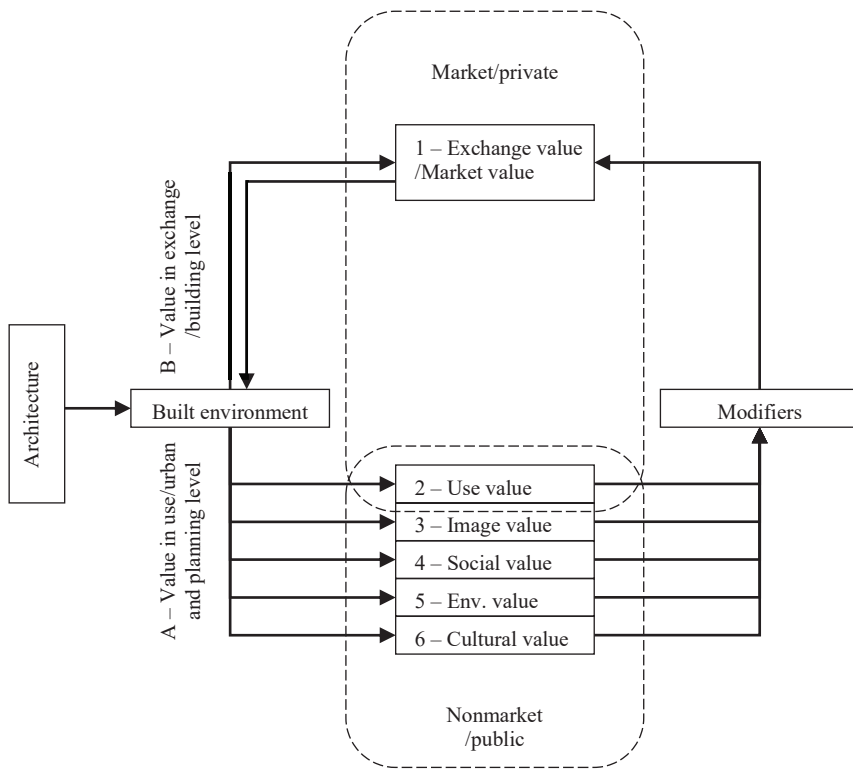 Market/private
1 – Exchange value
/Market value
B – Value in exchange
/building level
Architecture
Built environment
Modifiers
A – Value in use/urban
and planning level
2 – Use value
3 – Image value
4 – Social value
5 – Env. value
6 – Cultural value
Nonmarket
/public